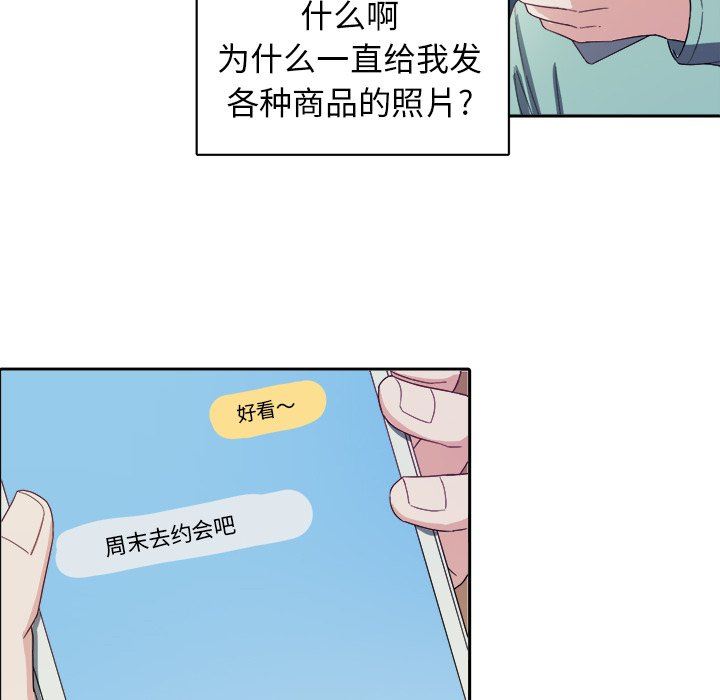 什么啊
为什么一直给我发
各种商品的照片?
好看～
周末去约会吧